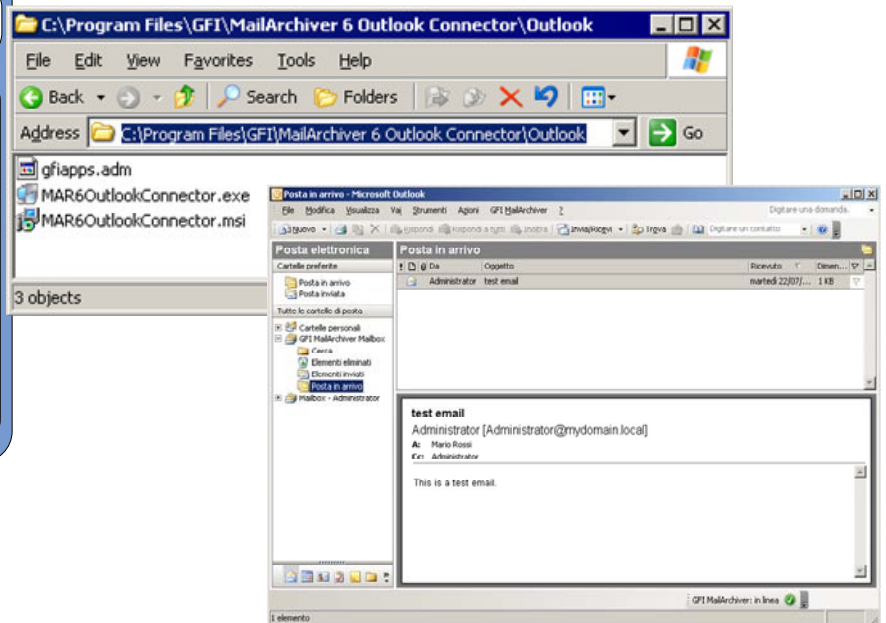 C:\Program Files\GFI\MailArchiver 6 Outlook Connector\Outlook
File Edit View Favorites Tools Help
Back Search Folders
Address C:\Program Files\GFI\MailArchiver 6 Outlook Connector\Outlook Go
gfiapps.adm
MAR6OutlookConnector.exe
MAR6OutlookConnector.msi
3 objects
Posta in arrivo - Microsoft Outlook
File Modifica Visualizza Vai Strumenti Azioni GFI MailArchiver ? Digitare una domanda.
Nuovo Rispondi Rispondi a tutti Inoltra Invia/Ricevi Trova Digitare un contatto
Posta elettronica
Cartelle preferite
Posta in arrivo
Posta inviata
Tutte le cartelle di posta
Cartelle personali
GFI MailArchiver Mailbox
Cerca
Elementi eliminati
Elementi inviati
Posta in arrivo
Mailbox - Administrator
Posta in arrivo
Da Oggetto Ricevuto Dimen...
Administrator test email martedì 22/07/... 1 KB
test email
Administrator [Administrator@mydomain.local]
A: Mario Rossi
Cc: Administrator
This is a test email.
GFI MailArchiver: in linea
1 elemento